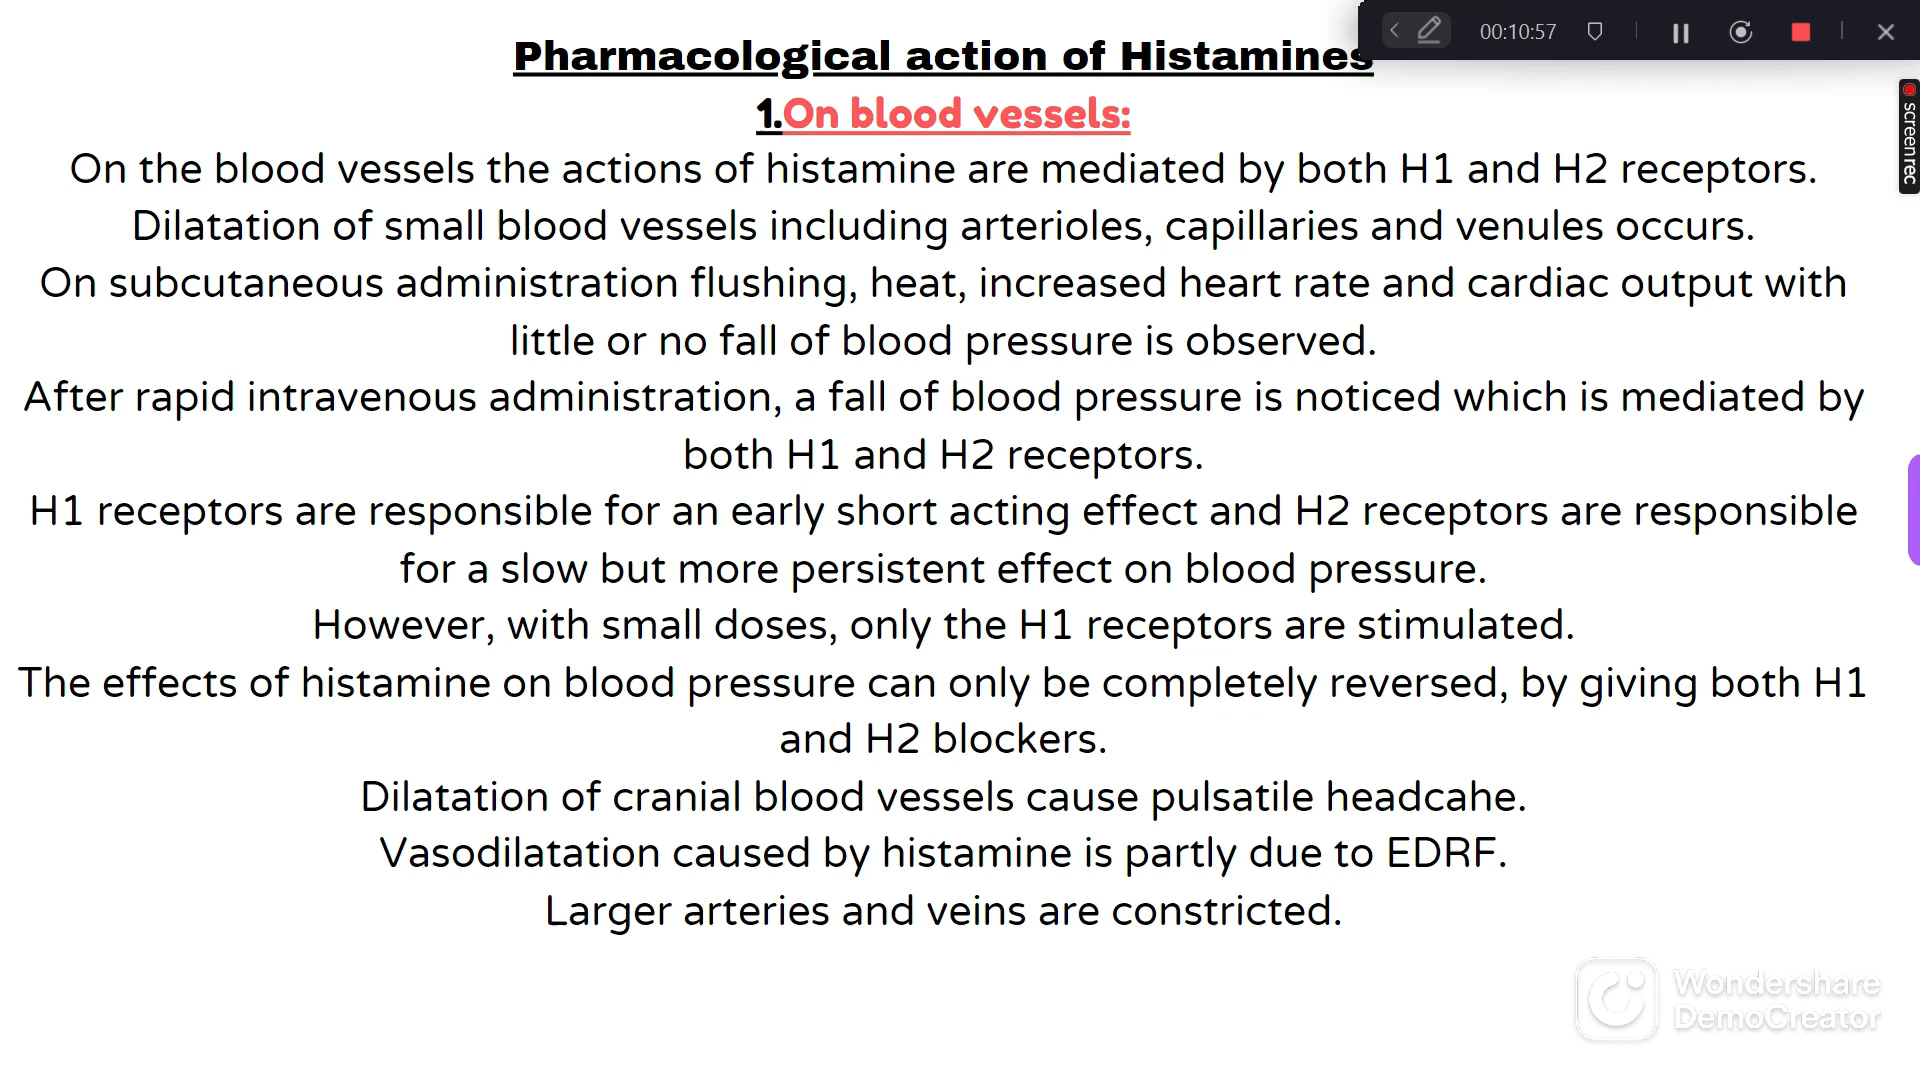 00:10:57
Pharmacological action of Histamines
screenrec
1.On blood vessels:
On the blood vessels the actions of histamine are mediated by both H1 and H2 receptors.
Dilatation of small blood vessels including arterioles, capillaries and venules occurs.
On subcutaneous administration flushing, heat, increased heart rate and cardiac output with
little or no fall of blood pressure is observed.
After rapid intravenous administration, a fall of blood pressure is noticed which is mediated by
both H1 and H2 receptors.
H1 receptors are responsible for an early short acting effect and H2 receptors are responsible
for a slow but more persistent effect on blood pressure.
However, with small doses, only the H1 receptors are stimulated.
The effects of histamine on blood pressure can only be completely reversed, by giving both H1
and H2 blockers.
Dilatation of cranial blood vessels cause pulsatile headcahe.
Vasodilatation caused by histamine is partly due to EDRF.
Larger arteries and veins are constricted.
Wondershare
DemoCreator